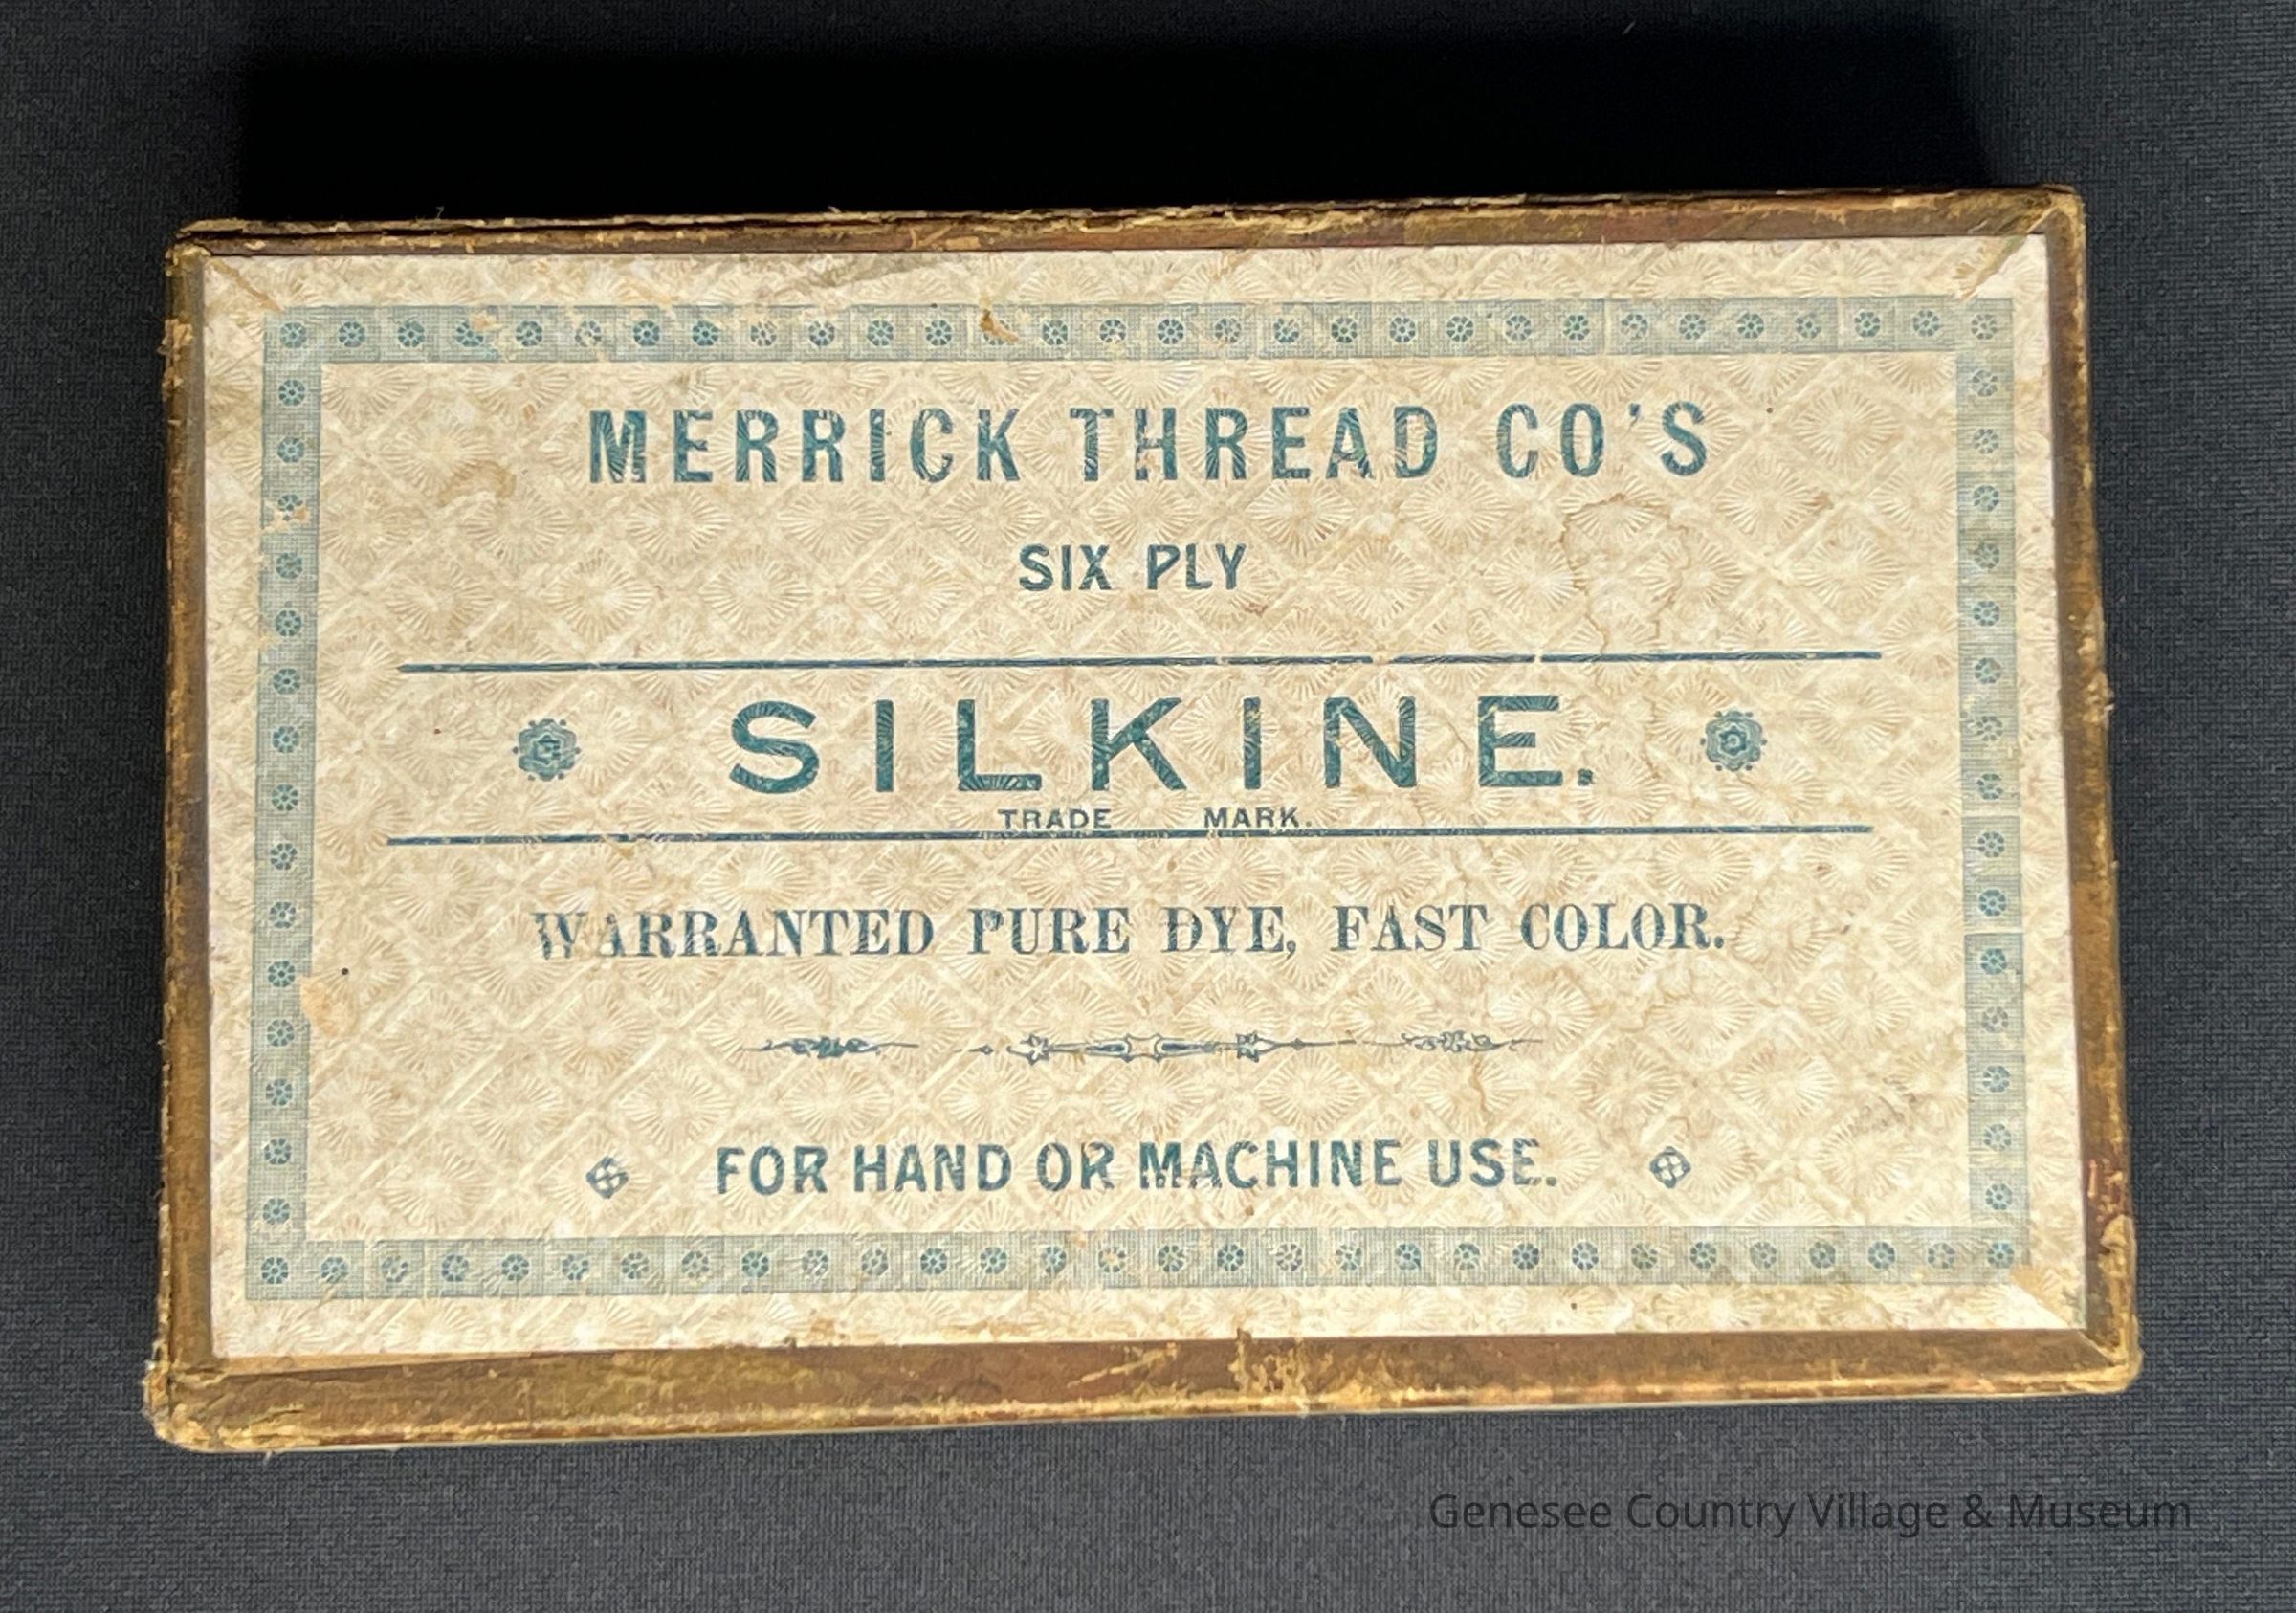 MERRICK THREAD CO'S
SIX PLY
SILKINE.
TRADE MARK.
WARRANTED PURE DYE, FAST COLOR.
FOR HAND OR MACHINE USE.
Genesee Country Village & Museum